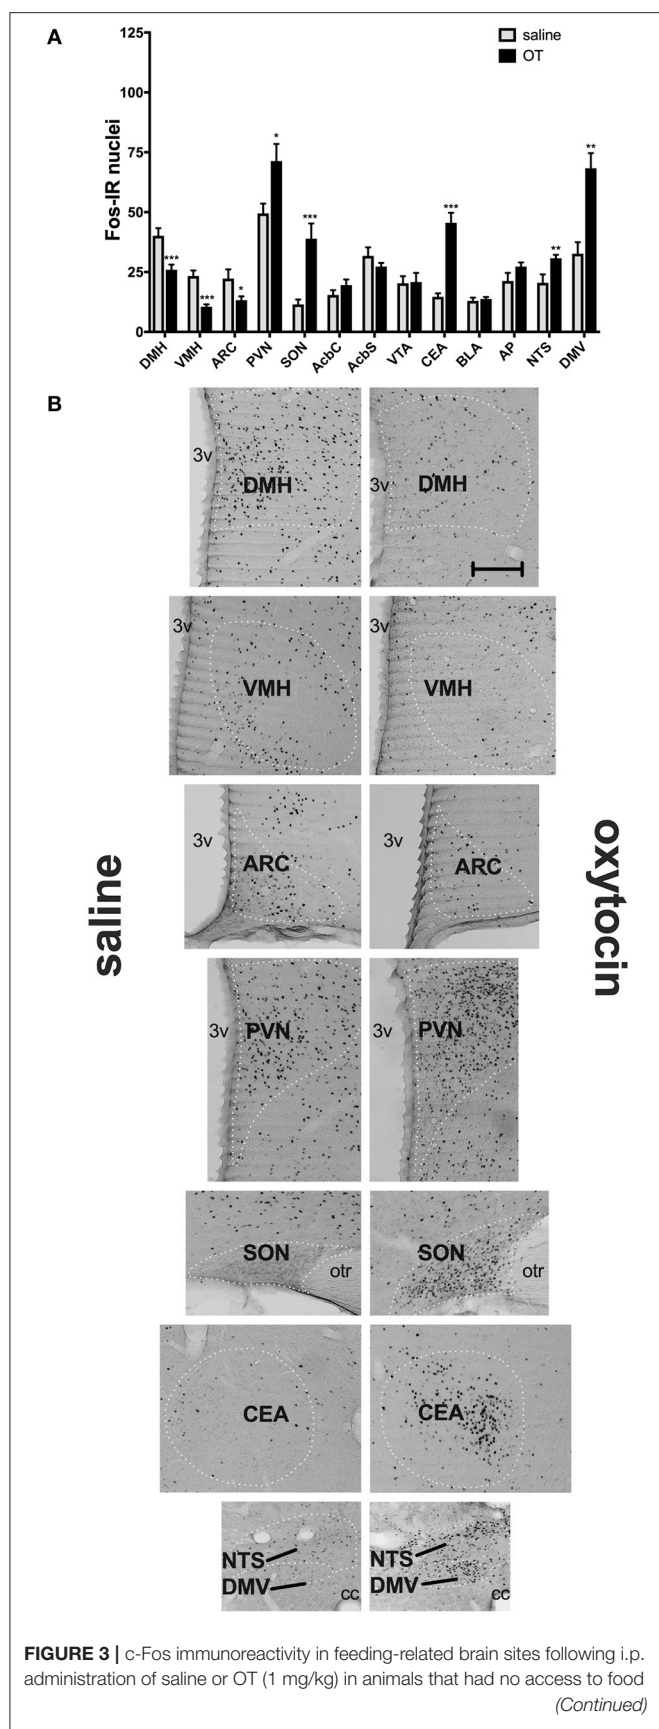 A
125
100
75
50
25
0
Fos-IR nuclei
saline
OT
***
***
*
*
***
***
**
**
DMH
VMH
ARC
PVN
SON
AcbC
AcbS
VTA
CEA
BLA
AP
NTS
DMV
B
3v
DMH
3v
DMH
3v
VMH
3v
VMH
3v
ARC
3v
ARC
saline
oxytocin
3v
PVN
3v
PVN
SON
otr
SON
otr
CEA
CEA
NTS
DMV
cc
NTS
DMV
cc
FIGURE 3 | c-Fos immunoreactivity in feeding-related brain sites following i.p.
administration of saline or OT (1 mg/kg) in animals that had no access to food
(Continued)